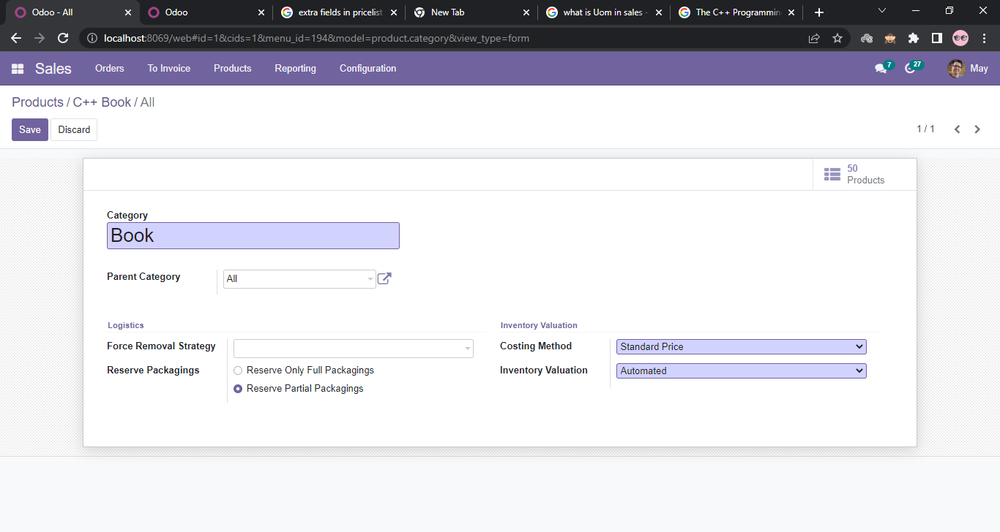 Odoo - All
Odoo
extra fields in pricelist
New Tab
what is Uom in sales -
The C++ Programmin
localhost:8069/web#id=1&cids=1&menu_id=194&model=product.category&view_type=form
Sales Orders To Invoice Products Reporting Configuration 7 27 May
Products / C++ Book / All
Save Discard 1 / 1
50
Products
Category
Book
Parent Category All
Logistics
Force Removal Strategy
Reserve Packagings Reserve Only Full Packagings
Reserve Partial Packagings
Inventory Valuation
Costing Method Standard Price
Inventory Valuation Automated